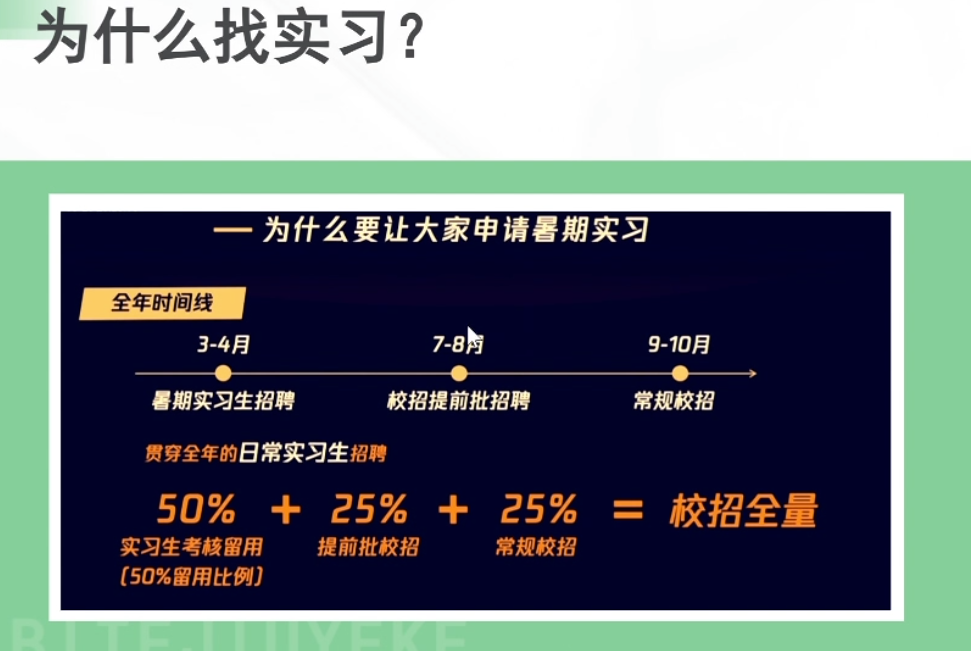 为什么找实习？
为什么要让大家申请暑期实习
全年时间线
3-4月
7-8月
9-10月
暑期实习生招聘
校招提前批招聘
常规校招
贯穿全年的日常实习生招聘
50% + 25% + 25% = 校招全量
实习生考核留用
提前批校招
常规校招
(50%留用比例)
BITEJIUYEKE